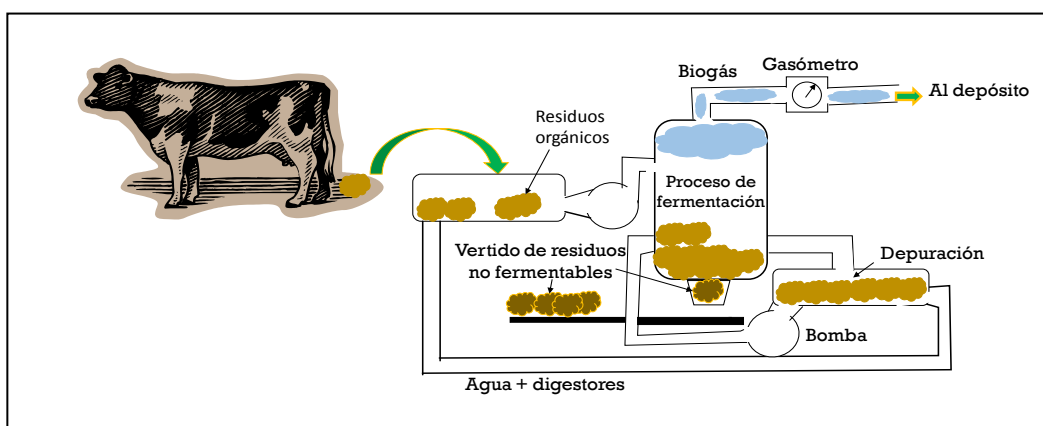 Gasómetro
Biogás
Al depósito
Residuos
orgánicos
Proceso de
fermentación
Vertido de residuos
no fermentables
Depuración
Bomba
Agua + digestores